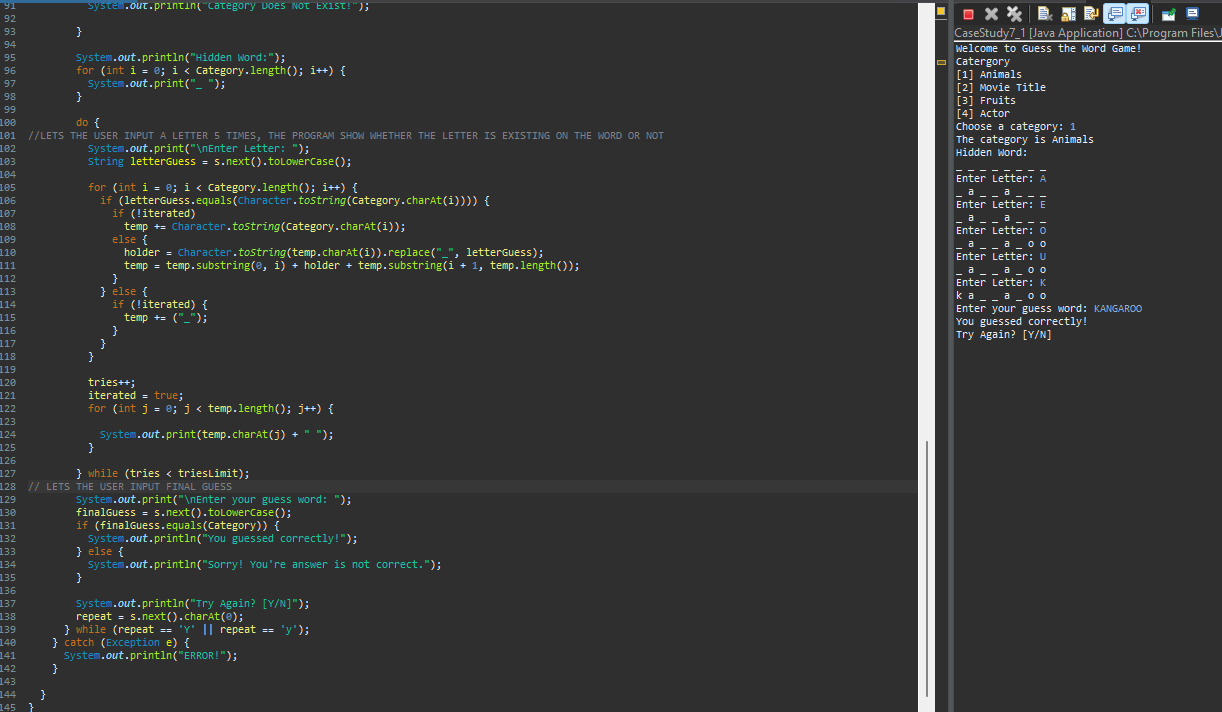 91 System.out.println("Category Does Not Exist!");
92
93 }
94
95 System.out.println("Hidden Word:");
96 for (int i = 0; i < Category.length(); i++) {
97 System.out.print("_ ");
98 }
99
100 do {
101 //LETS THE USER INPUT A LETTER 5 TIMES, THE PROGRAM SHOW WHETHER THE LETTER IS EXISTING ON THE WORD OR NOT
102 System.out.print("\nEnter Letter: ");
103 String letterGuess = s.next().toLowerCase();
104
105 for (int i = 0; i < Category.length(); i++) {
106 if (letterGuess.equals(Character.toString(Category.charAt(i)))) {
107 if (!iterated)
108 temp += Character.toString(Category.charAt(i));
109 else {
110 holder = Character.toString(temp.charAt(i)).replace("_", letterGuess);
111 temp = temp.substring(0, i) + holder + temp.substring(i + 1, temp.length());
112 }
113 } else {
114 if (!iterated) {
115 temp += ("_");
116 }
117 }
118 }
119
120 tries++;
121 iterated = true;
122 for (int j = 0; j < temp.length(); j++) {
123
124 System.out.print(temp.charAt(j) + " ");
125 }
126
127 } while (tries < triesLimit);
128 // LETS THE USER INPUT FINAL GUESS
129 System.out.print("\nEnter your guess word: ");
130 finalGuess = s.next().toLowerCase();
131 if (finalGuess.equals(Category)) {
132 System.out.println("You guessed correctly!");
133 } else {
134 System.out.println("Sorry! You're answer is not correct.");
135 }
136
137 System.out.println("Try Again? [Y/N]");
138 repeat = s.next().charAt(0);
139 } while (repeat == 'Y' || repeat == 'y');
140 } catch (Exception e) {
141 System.out.println("ERROR!");
142 }
143
144 }
145 }
CaseStudy7_1 [Java Application] C:\Program Files\J
Welcome to Guess the Word Game!
Catergory
[1] Animals
[2] Movie Title
[3] Fruits
[4] Actor
Choose a category: 1
The category is Animals
Hidden Word:
_ _ _ _ _ _ _ _
Enter Letter: A
_ a _ _ a _ _ _
Enter Letter: E
_ a _ _ a _ _ _
Enter Letter: O
_ a _ _ a _ o o
Enter Letter: U
_ a _ _ a _ o o
Enter Letter: K
k a _ _ a _ o o
Enter your guess word: KANGAROO
You guessed correctly!
Try Again? [Y/N]